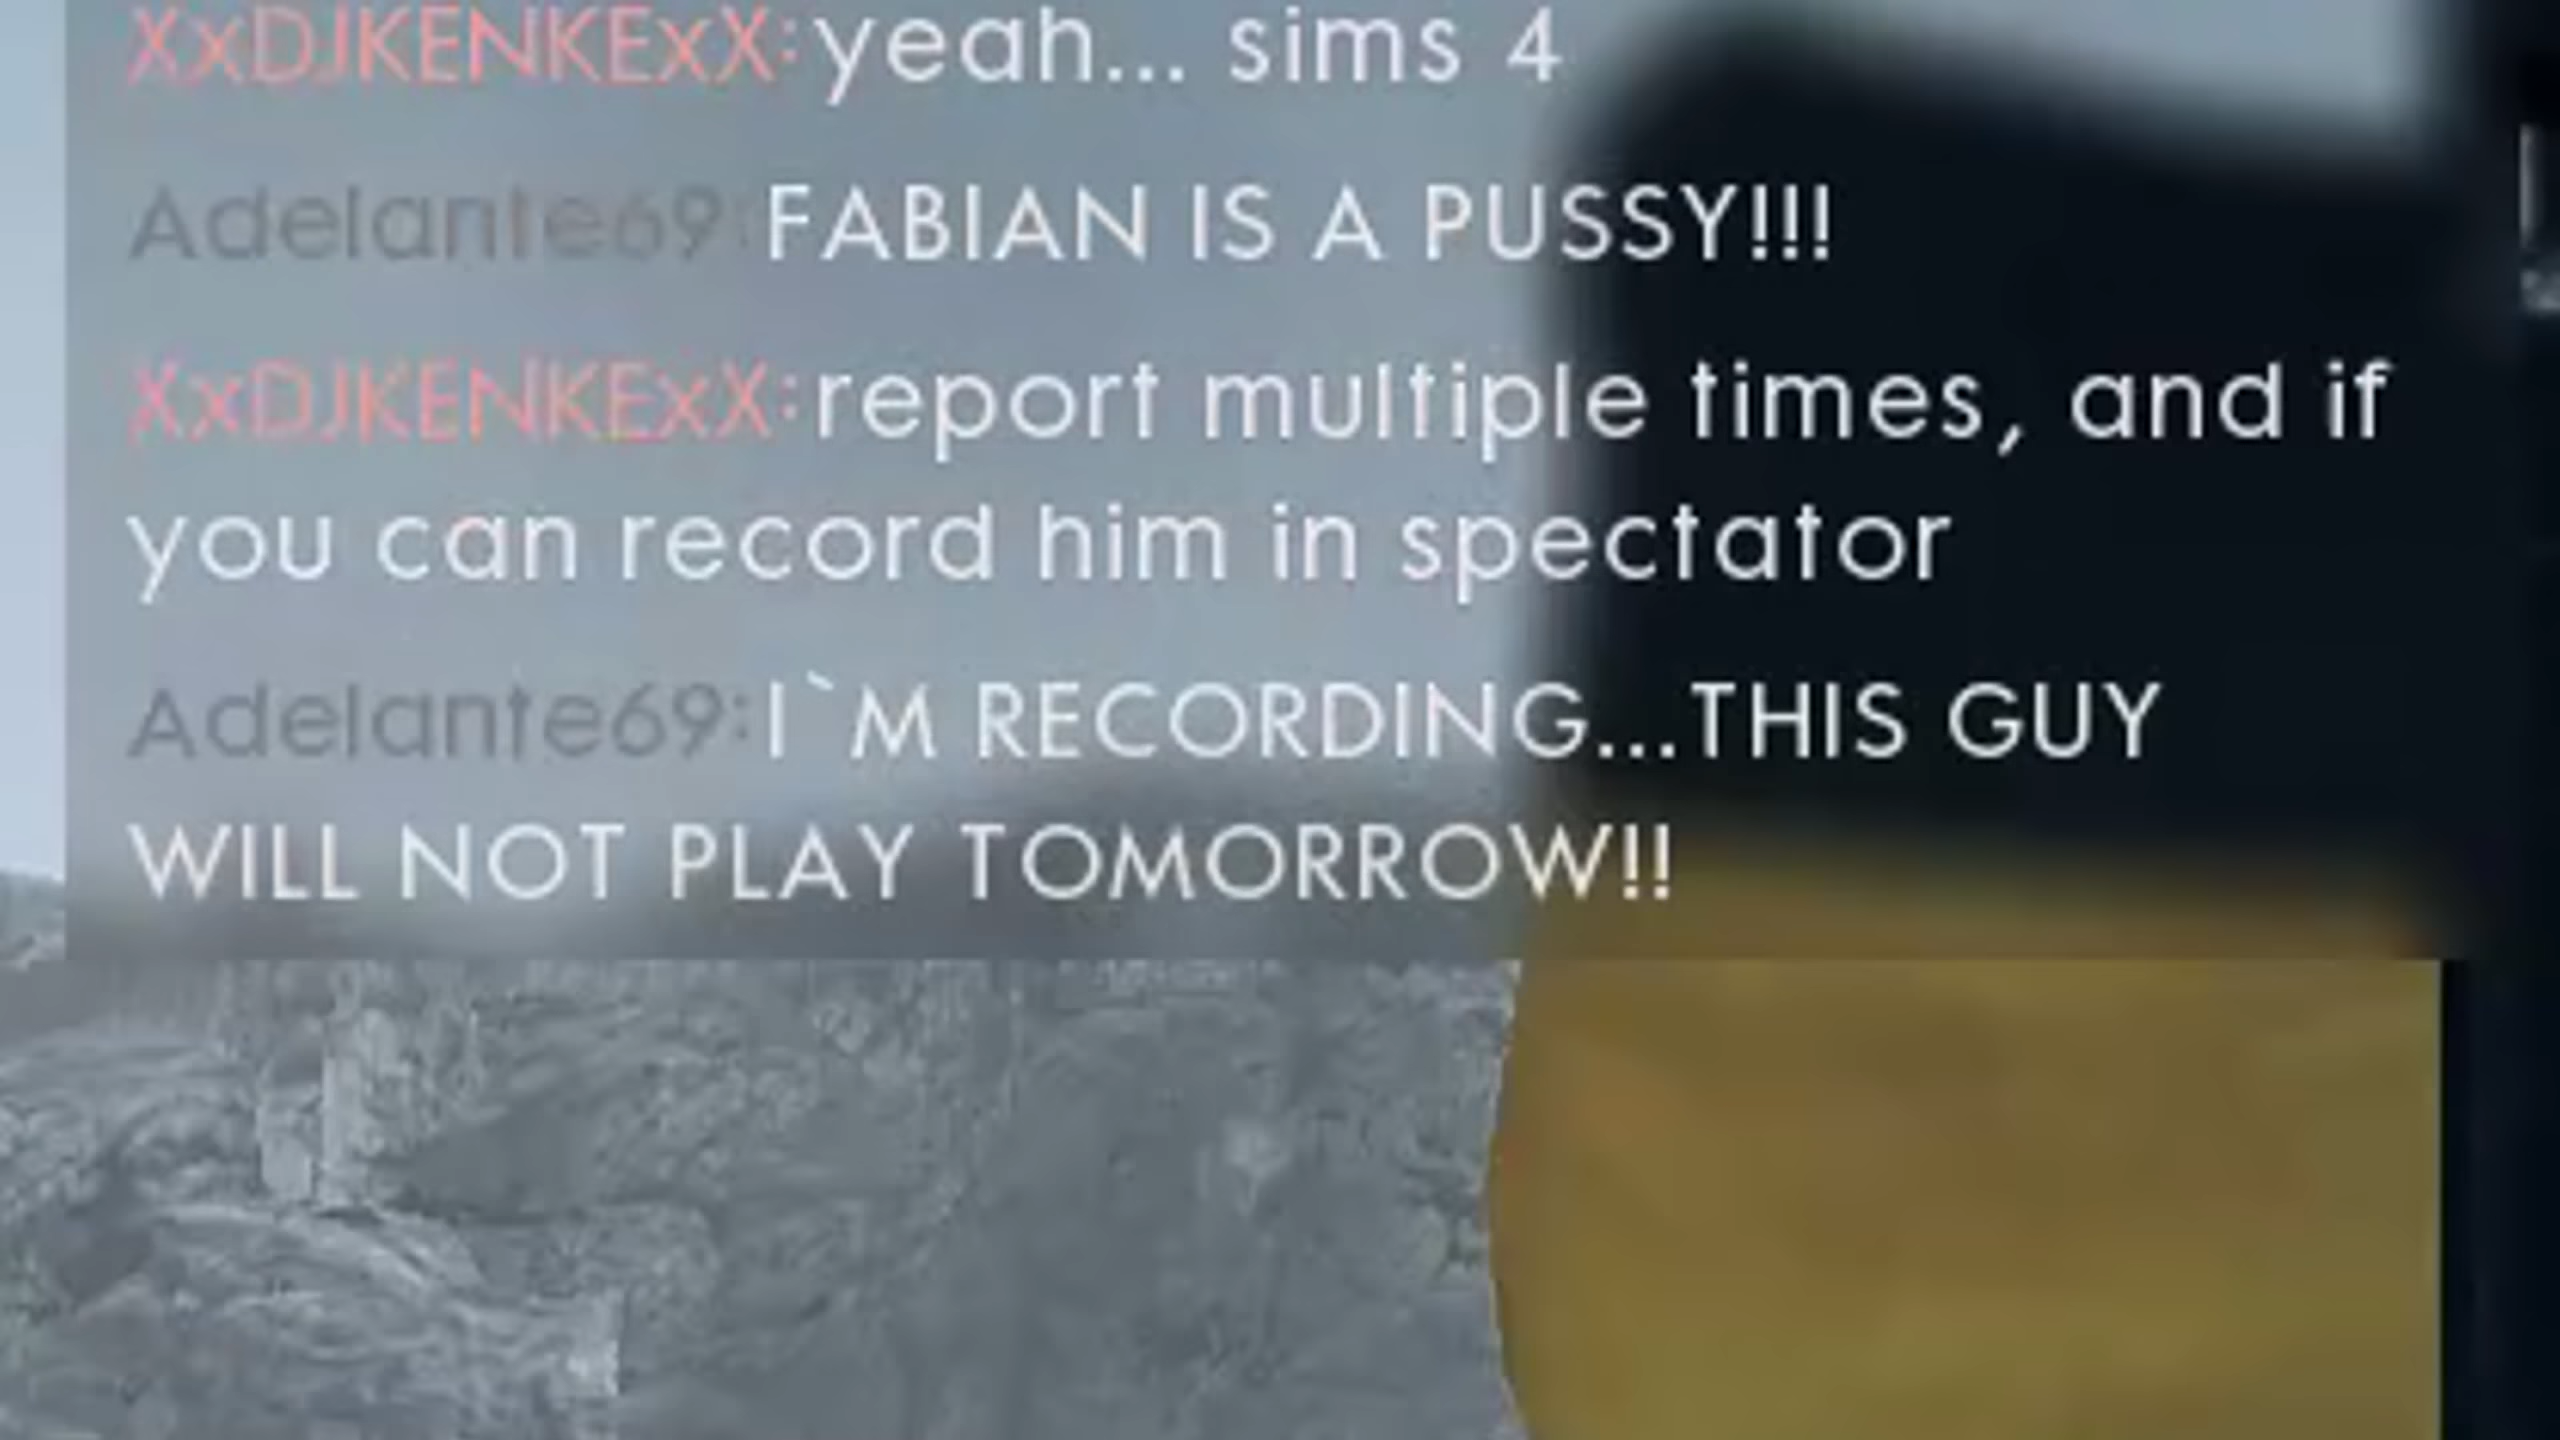 XxDJKENKExX: yeah... sims 4
Adelante69: FABIAN IS A PUSSY!!!
XxDJKENKExX: report multiple times, and if
you can record him in spectator
Adelante69: I`M RECORDING...THIS GUY
WILL NOT PLAY TOMORROW!!